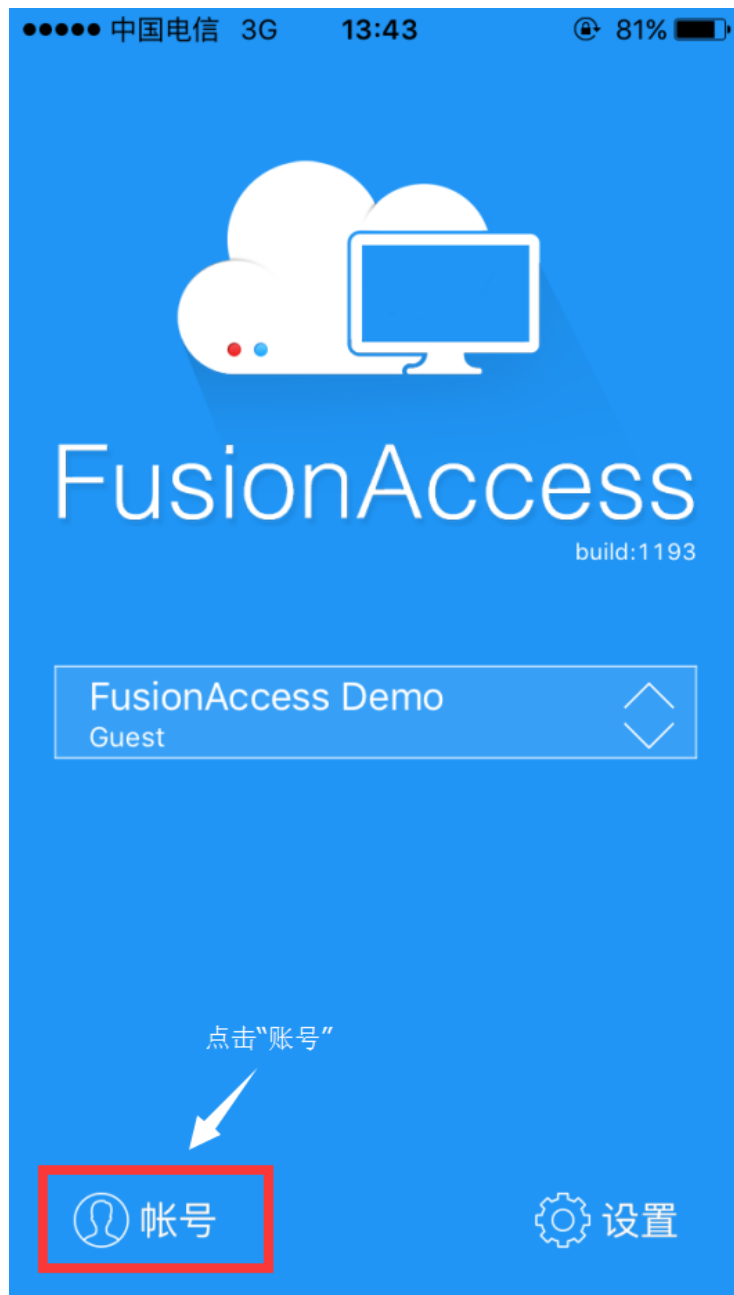 中国电信 3G 13:43 81%
FusionAccess
build:1193
FusionAccess Demo
Guest
点击“账号”
帐号 设置